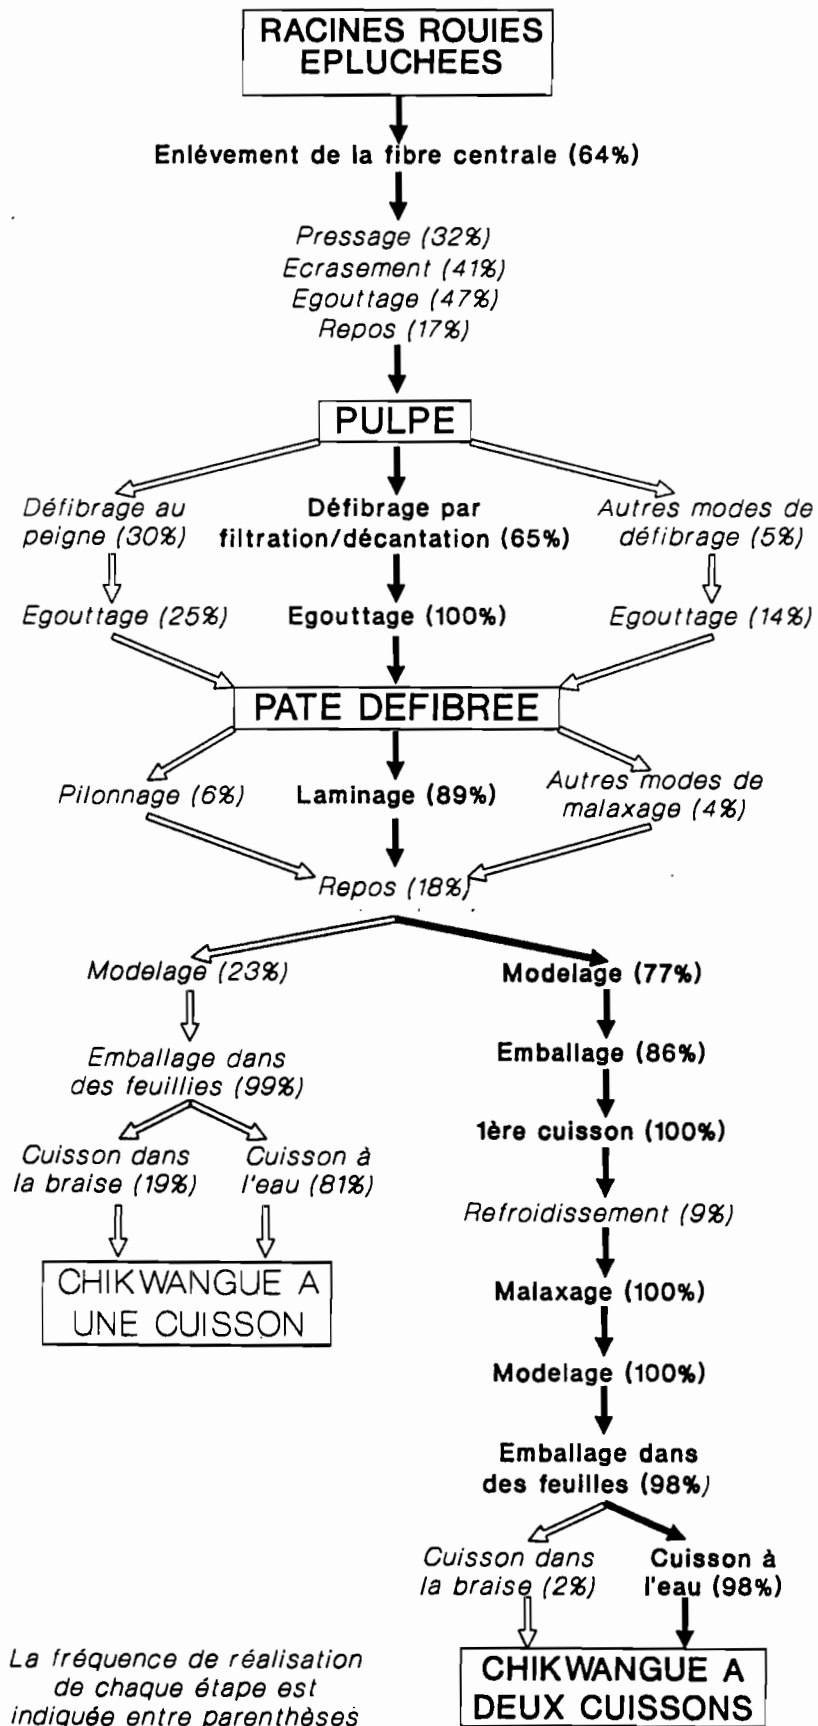 RACINES ROUIES
EPLUCHEES
Enlévement de la fibre centrale (64%)
Pressage (32%)
Ecrasement (41%)
Egouttage (47%)
Repos (17%)
PULPE
Défibrage au
peigne (30%)
Défibrage par
filtration/décantation (65%)
Autres modes de
défibrage (5%)
Egouttage (25%)
Egouttage (100%)
Egouttage (14%)
PATE DEFIBREE
Pilonnage (6%)
Laminage (89%)
Autres modes de
malaxage (4%)
Repos (18%)
Modelage (23%)
Emballage dans
des feuillies (99%)
Cuisson dans
la braise (19%)
Cuisson à
l'eau (81%)
CHIKWANGUE A
UNE CUISSON
Modelage (77%)
Emballage (86%)
1ère cuisson (100%)
Refroidissement (9%)
Malaxage (100%)
Modelage (100%)
Emballage dans
des feuilles (98%)
Cuisson dans
la braise (2%)
Cuisson à
l'eau (98%)
CHIKWANGUE A
DEUX CUISSONS
La fréquence de réalisation
de chaque étape est
indiquée entre parenthèses